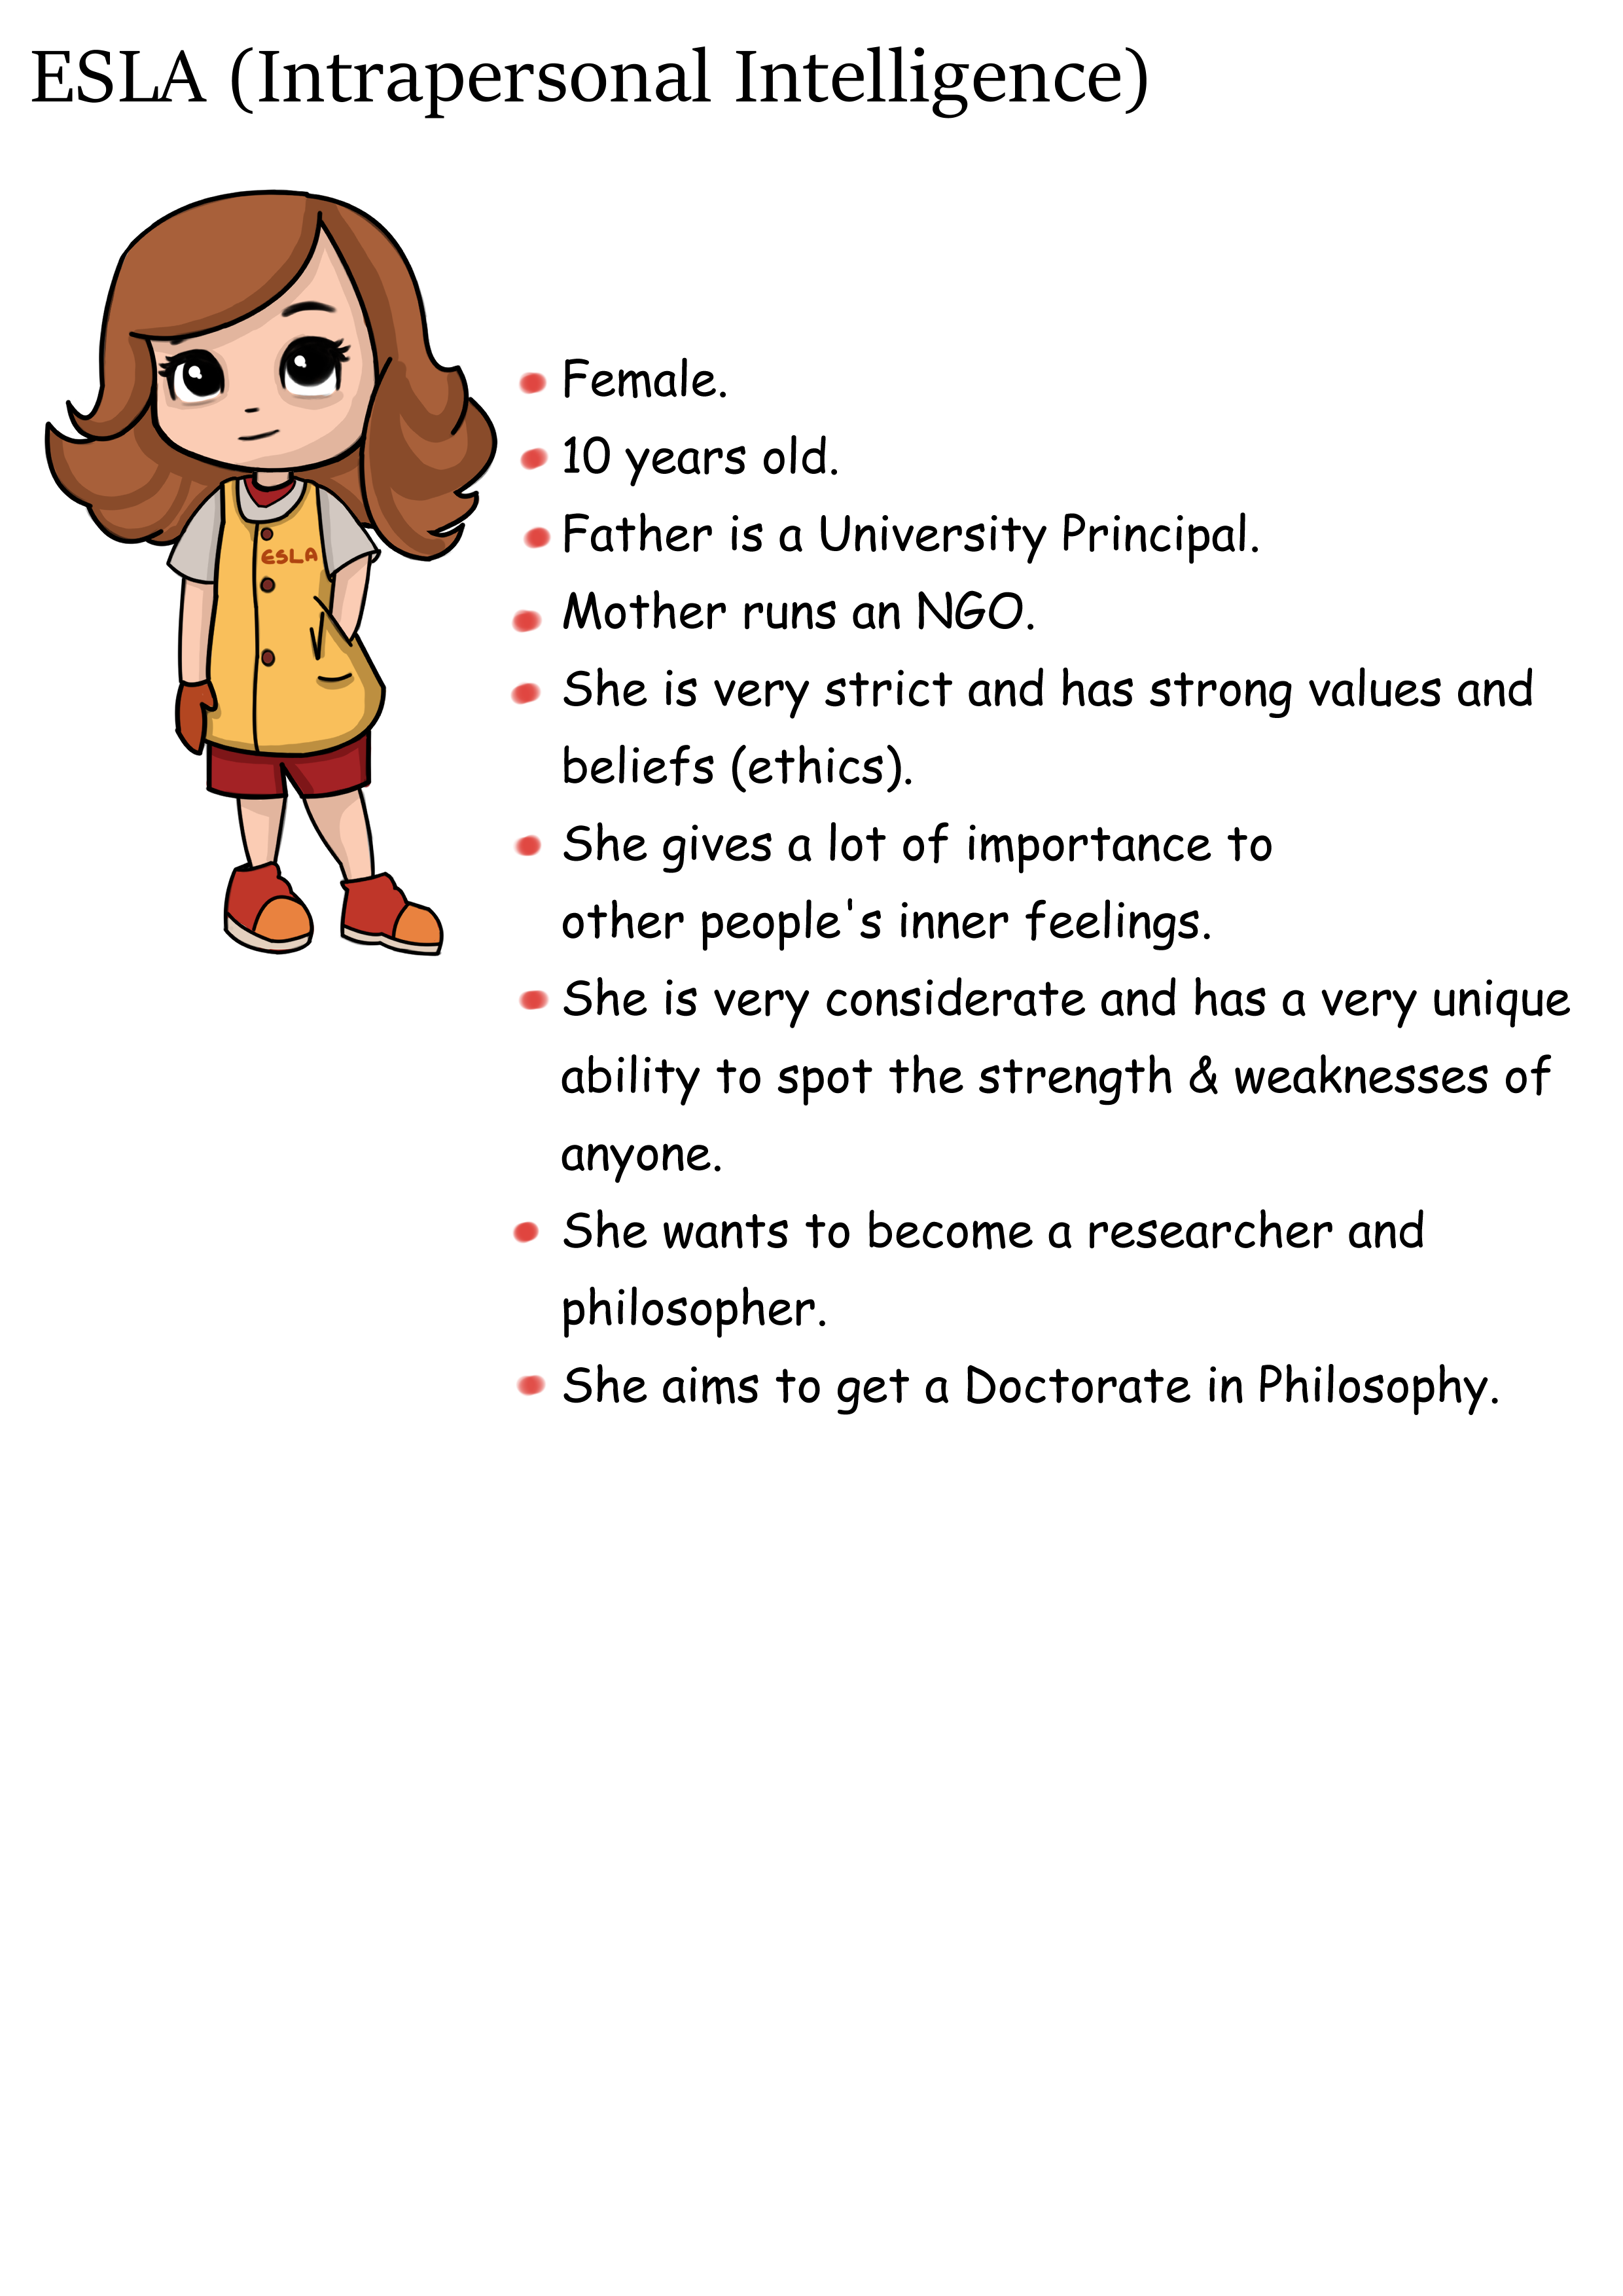 ESLA (Intrapersonal Intelligence)
ESLA
Female.
10 years old.
Father is a University Principal.
Mother runs an NGO.
She is very strict and has strong values and
beliefs (ethics).
She gives a lot of importance to
other people's inner feelings.
She is very considerate and has a very unique
ability to spot the strength & weaknesses of
anyone.
She wants to become a researcher and
philosopher.
She aims to get a Doctorate in Philosophy.